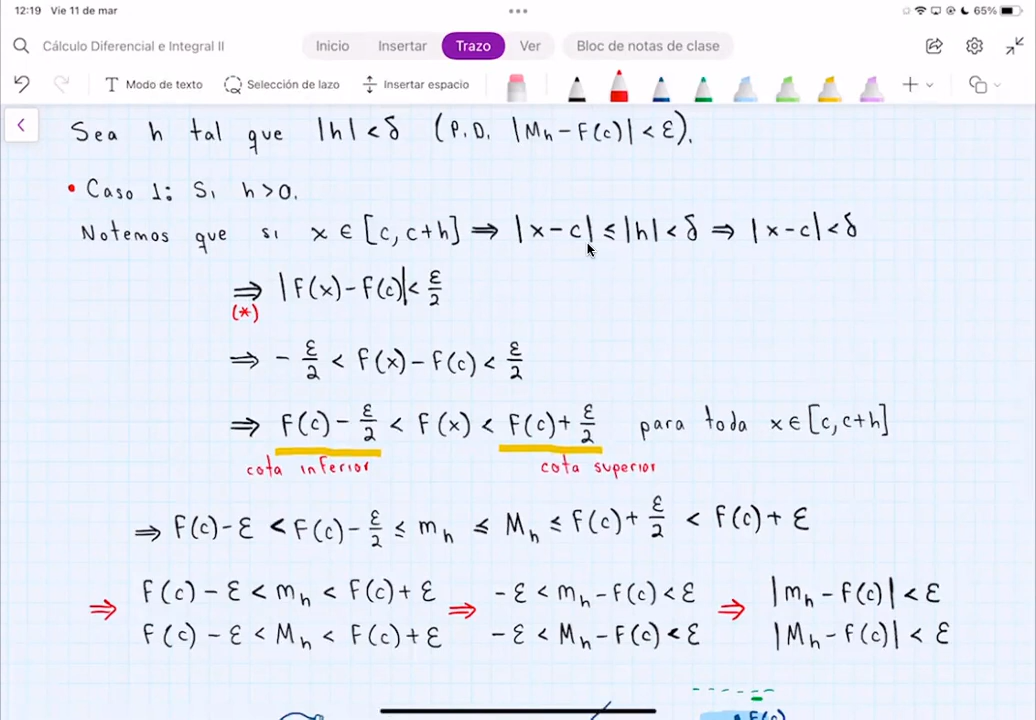 12:19 Vie 11 de mar 65%
Cálculo Diferencial e Integral II Inicio Insertar Trazo Ver Bloc de notas de clase
Modo de texto Selección de lazo Insertar espacio
Sea h tal que |h| < δ (P.D. |M_h - f(c)| < ε).
• Caso 1: Si h > 0.
Notemos que si x ∈ [c, c+h] ⇒ |x - c| ≤ |h| < δ ⇒ |x - c| < δ
⇒ |f(x) - f(c)| < ε/2
(*)
⇒ - ε/2 < f(x) - f(c) < ε/2
⇒ f(c) - ε/2 < f(x) < f(c) + ε/2 para toda x ∈ [c, c+h]
cota inferior cota superior
⇒ f(c) - ε < f(c) - ε/2 ≤ m_h ≤ M_h ≤ f(c) + ε/2 < f(c) + ε
⇒ f(c) - ε < m_h < f(c) + ε ⇒ -ε < m_h - f(c) < ε ⇒ |m_h - f(c)| < ε
f(c) - ε < M_h < f(c) + ε -ε < M_h - f(c) < ε |M_h - f(c)| < ε